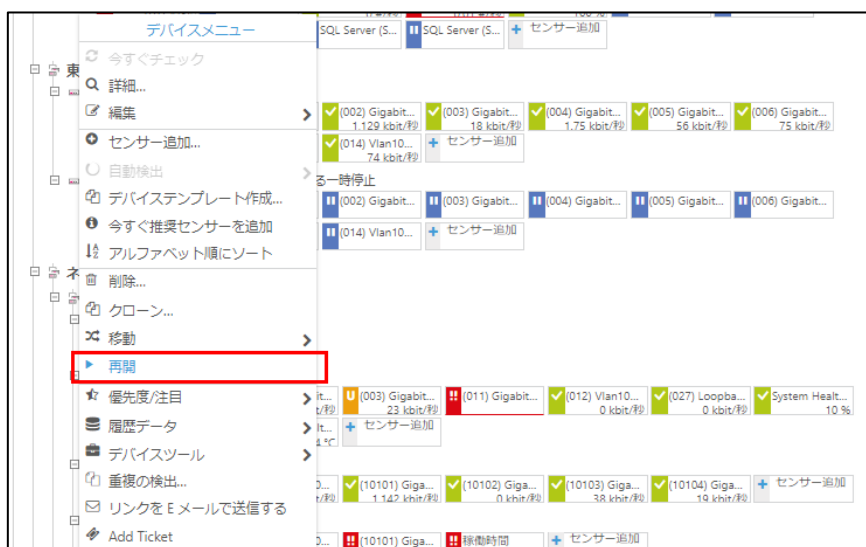 デバイスメニュー
今すぐチェック
詳細...
編集
センサー追加...
自動検出
デバイステンプレート作成...
今すぐ推奨センサーを追加
アルファベット順にソート
削除...
クローン...
移動
再開
優先度/注目
履歴データ
デバイスツール
重複の検出...
リンクを E メールで送信する
Add Ticket
100 %
SQL Server (S... SQL Server (S... センサー追加
東
(002) Gigabit... (003) Gigabit... (004) Gigabit... (005) Gigabit... (006) Gigabit...
1.129 kbit/秒 18 kbit/秒 1.75 kbit/秒 56 kbit/秒 75 kbit/秒
(014) Vlan10... センサー追加
74 kbit/秒
る一時停止
(002) Gigabit... (003) Gigabit... (004) Gigabit... (005) Gigabit... (006) Gigabit...
(014) Vlan10... センサー追加
ネ
it... (003) Gigabit... (011) Gigabit... (012) Vlan10... (027) Loopba... System Healt...
t/秒 23 kbit/秒 0 kbit/秒 0 kbit/秒 10 %
lt... センサー追加
4 °C
0... (10101) Giga... (10102) Giga... (10103) Giga... (10104) Giga... センサー追加
t/秒 1.142 kbit/秒 0 kbit/秒 38 kbit/秒 19 kbit/秒
0... (10101) Giga... 稼働時間 センサー追加